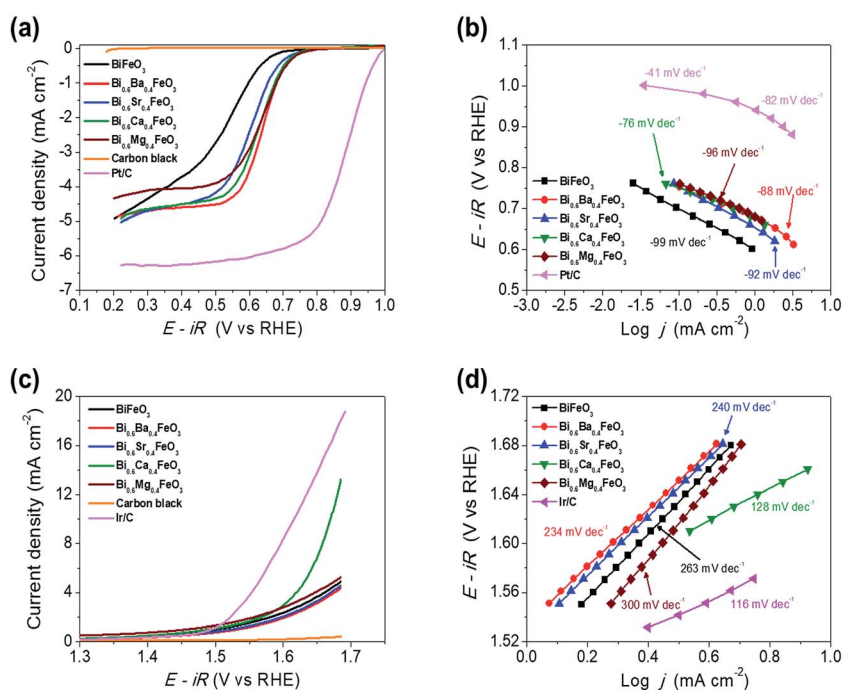 (a)
Current density (mA cm⁻²)
0
-1
-2
-3
-4
-5
-6
-7
BiFeO₃
Bi₀.₆Ba₀.₄FeO₃
Bi₀.₆Sr₀.₄FeO₃
Bi₀.₆Ca₀.₄FeO₃
Bi₀.₆Mg₀.₄FeO₃
Carbon black
Pt/C
0.1 0.2 0.3 0.4 0.5 0.6 0.7 0.8 0.9 1.0
E - iR (V vs RHE)
(b)
E - iR (V vs RHE)
1.1
1.0
0.9
0.8
0.7
0.6
0.5
-41 mV dec⁻¹
-82 mV dec⁻¹
-76 mV dec⁻¹
-96 mV dec⁻¹
-88 mV dec⁻¹
-99 mV dec⁻¹
-92 mV dec⁻¹
BiFeO₃
Bi₀.₆Ba₀.₄FeO₃
Bi₀.₆Sr₀.₄FeO₃
Bi₀.₆Ca₀.₄FeO₃
Bi₀.₆Mg₀.₄FeO₃
Pt/C
-3.0 -2.5 -2.0 -1.5 -1.0 -0.5 0.0 0.5 1.0
Log j (mA cm⁻²)
(c)
Current density (mA cm⁻²)
20
16
12
8
4
0
BiFeO₃
Bi₀.₆Ba₀.₄FeO₃
Bi₀.₆Sr₀.₄FeO₃
Bi₀.₆Ca₀.₄FeO₃
Bi₀.₆Mg₀.₄FeO₃
Carbon black
Ir/C
1.3 1.4 1.5 1.6 1.7
E - iR (V vs RHE)
(d)
E - iR (V vs RHE)
1.72
1.68
1.64
1.60
1.56
1.52
BiFeO₃
Bi₀.₆Ba₀.₄FeO₃
Bi₀.₆Sr₀.₄FeO₃
Bi₀.₆Ca₀.₄FeO₃
Bi₀.₆Mg₀.₄FeO₃
Ir/C
240 mV dec⁻¹
128 mV dec⁻¹
234 mV dec⁻¹
263 mV dec⁻¹
300 mV dec⁻¹
116 mV dec⁻¹
0.0 0.2 0.4 0.6 0.8 1.0
Log j (mA cm⁻²)